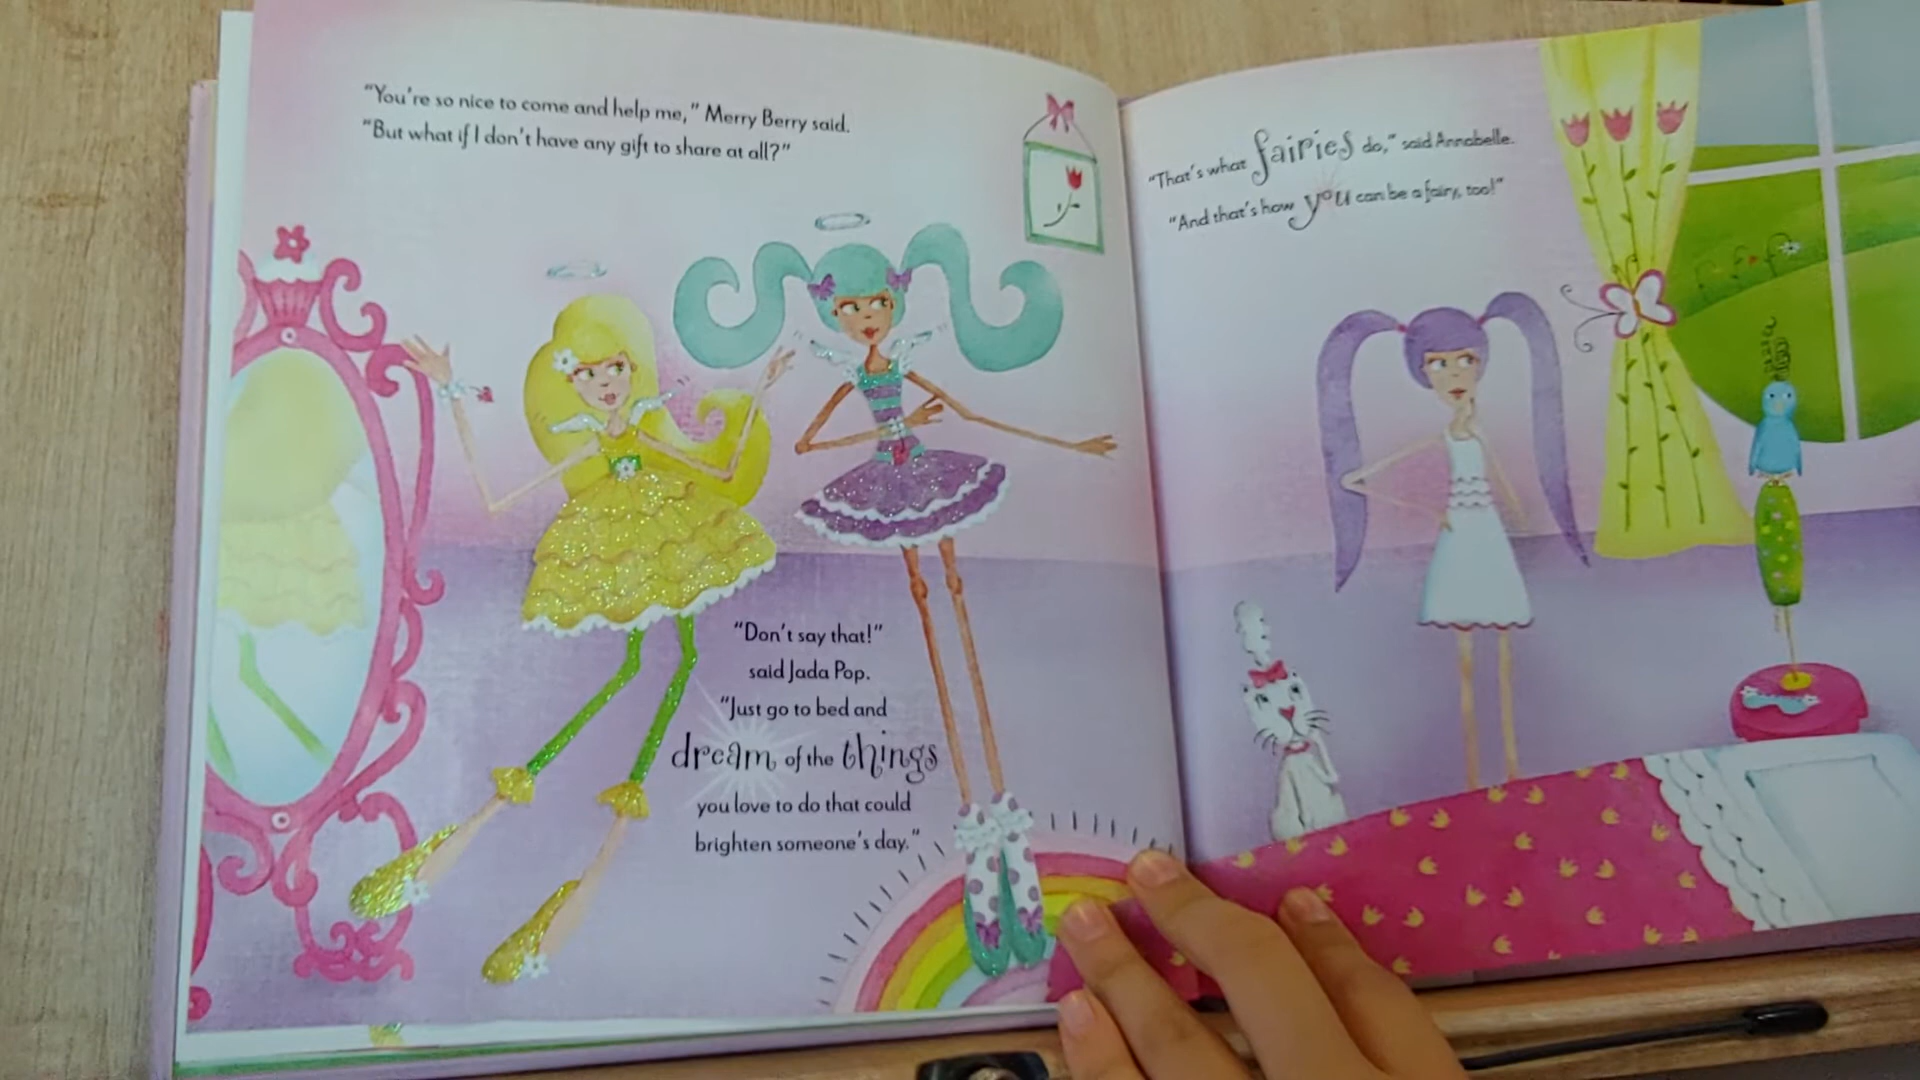 "You're so nice to come and help me," Merry Berry said.
"But what if I don't have any gift to share at all?"
"Don't say that!"
said Jada Pop.
"Just go to bed and
dream of the things
you love to do that could
brighten someone's day."
"That's what fairies do," said Annabelle.
"And that's how you can be a fairy, too!"